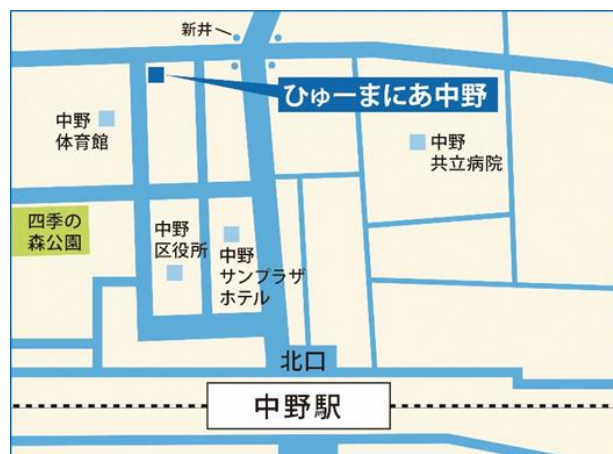 新井
ひゅーまにあ中野
中野
体育館
中野
共立病院
四季の
森公園
中野
区役所
中野
サンプラザ
ホテル
北口
中野駅